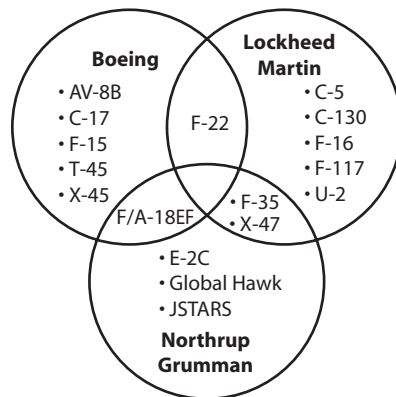 Boeing
• AV-8B
• C-17
• F-15
• T-45
• X-45
Lockheed
Martin
• C-5
• C-130
• F-16
• F-117
• U-2
F-22
F/A-18EF
• F-35
• X-47
• E-2C
• Global Hawk
• JSTARS
Northrup
Grumman